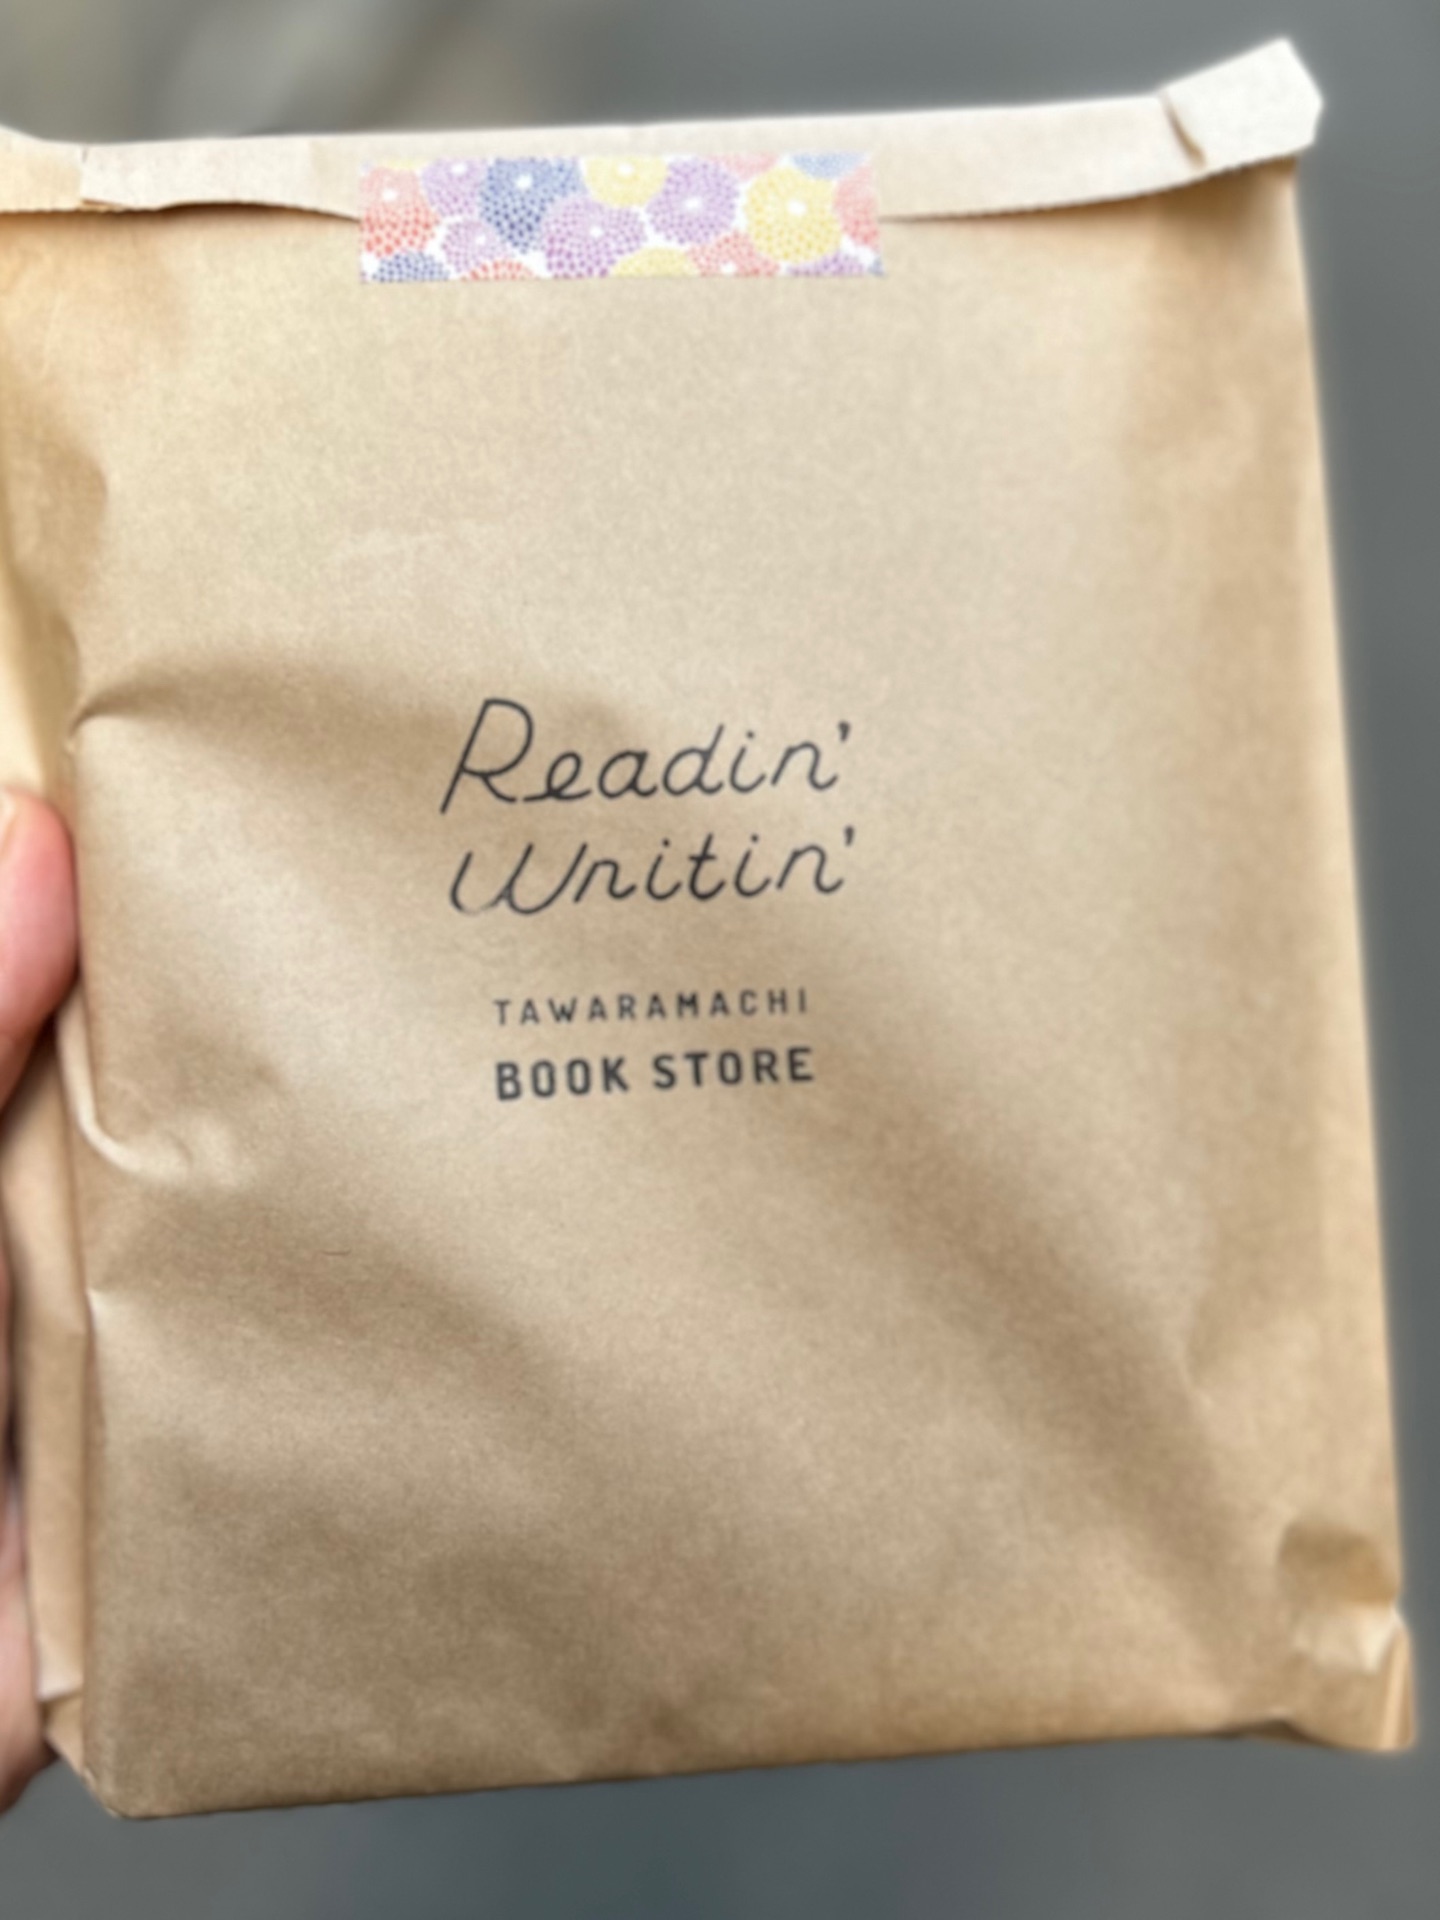 Readin'
Writin'
TAWARAMACHI
BOOK STORE